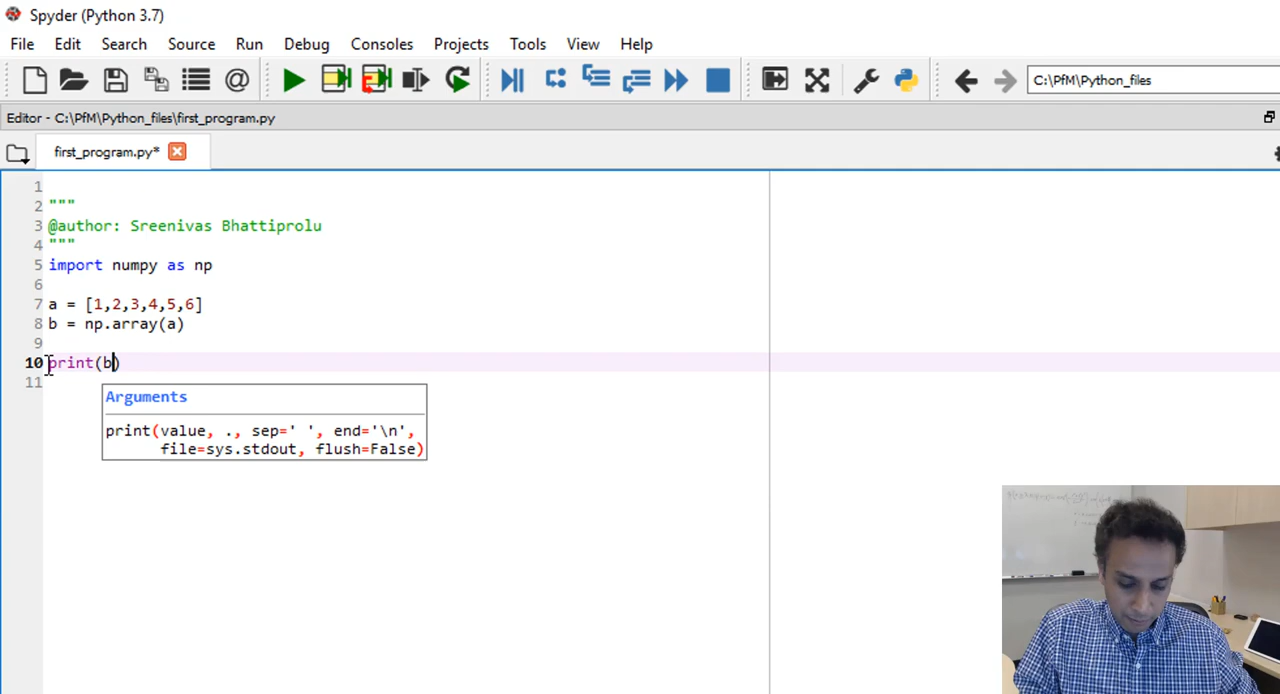 Spyder (Python 3.7)
File Edit Search Source Run Debug Consoles Projects Tools View Help
C:\PfM\Python_files
Editor - C:\PfM\Python_files\first_program.py
first_program.py*
1
2 """
3 @author: Sreenivas Bhattiprolu
4 """
5 import numpy as np
6
7 a = [1,2,3,4,5,6]
8 b = np.array(a)
9
10 print(b)
11
Arguments
print(value, ., sep=' ', end='\n',
file=sys.stdout, flush=False)